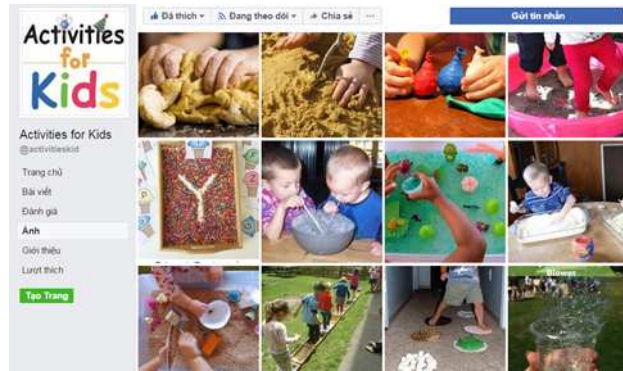 Activities
for
Kids
Activities for Kids
@activitieskid
Trang chủ
Bài viết
Đánh giá
Ảnh
Giới thiệu
Lượt thích
Tạo Trang
Đã thích
Đang theo dõi
Chia sẻ
Gửi tin nhắn
Y
Blower